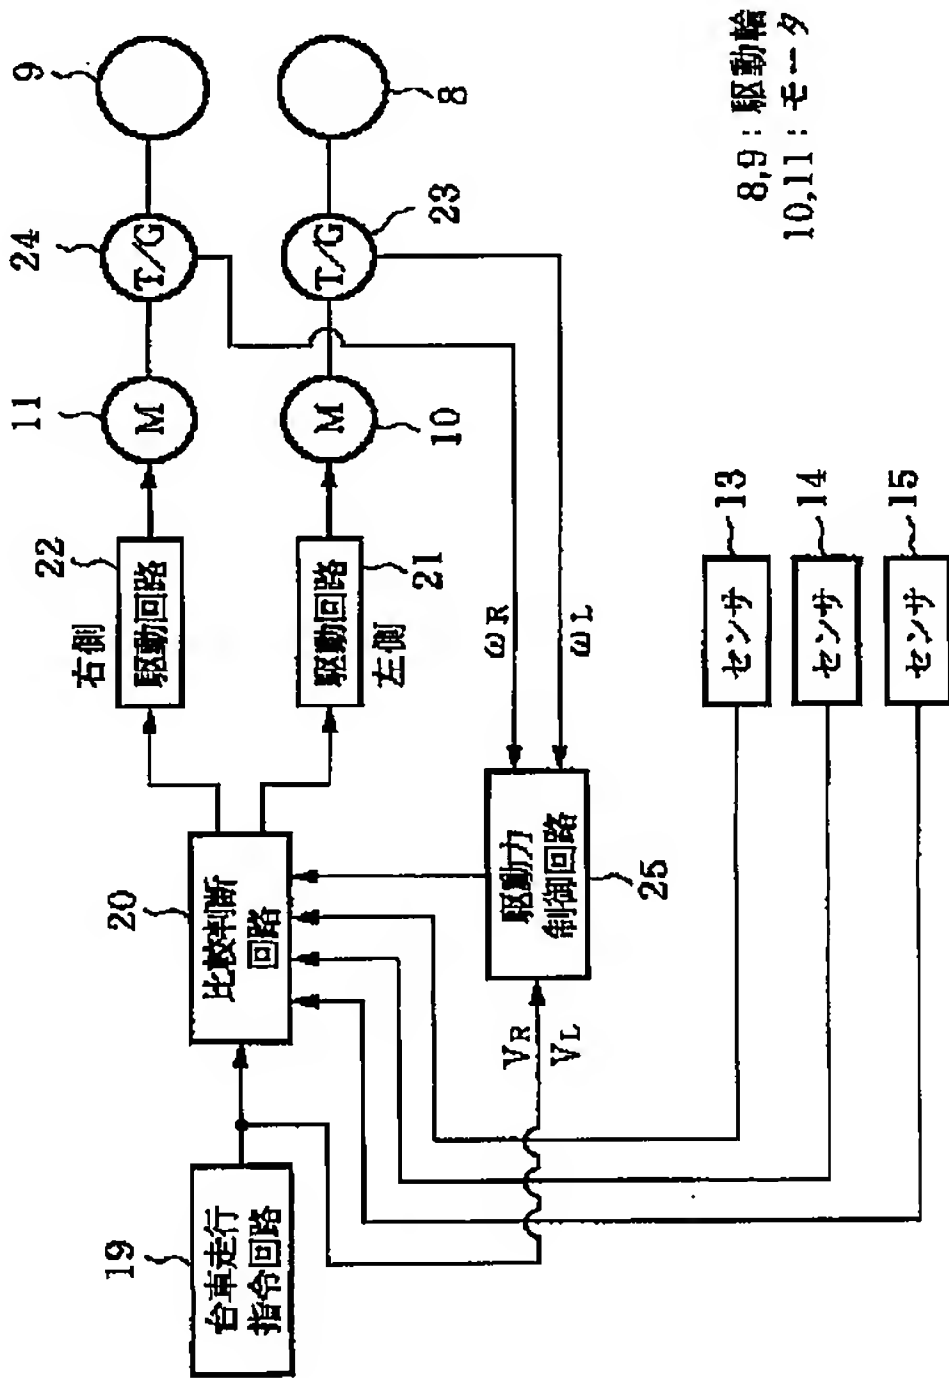 19
台車走行
指令回路
20
比較判断
回路
右側
22
駆動回路
11
M
24
T/G
9
駆動回路
21
左側
M
10
T/G
23
8
VR
VL
駆動力
制御回路
25
ωR
ωL
センサ
13
センサ
14
センサ
15
8,9：駆動輪
10,11：モータ